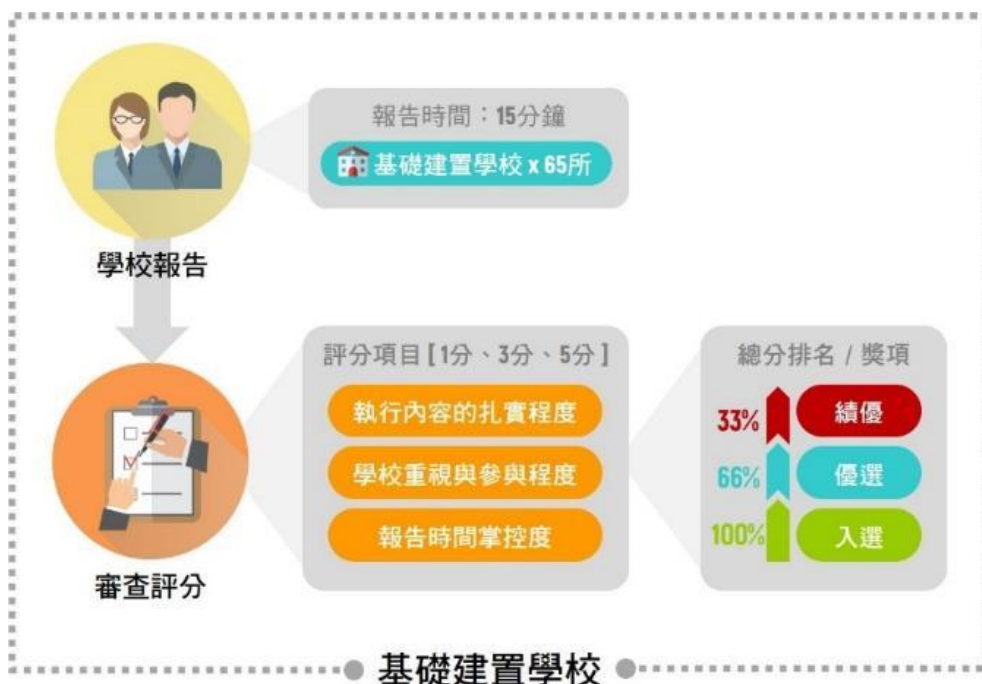 報告時間：15分鐘
基礎建置學校 x 65所
學校報告
評分項目 [ 1分、3分、5分 ]
執行內容的扎實程度
學校重視與參與程度
報告時間掌控度
總分排名 / 獎項
33% 績優
66% 優選
100% 入選
審查評分
基礎建置學校